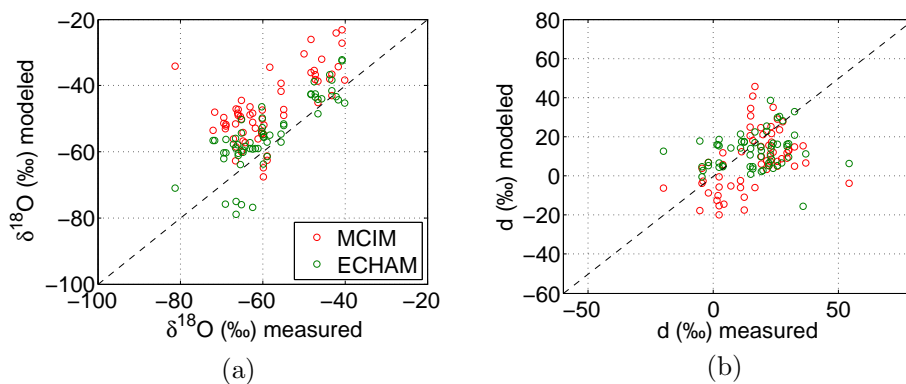 −20
−40
−60
−80
−100
−100
−80
−60
−40
−20
δ¹⁸O (‰) modeled
δ¹⁸O (‰) measured
MCIM
ECHAM
(a)
80
60
40
20
0
−20
−40
−60
−50
0
50
d (‰) modeled
d (‰) measured
(b)